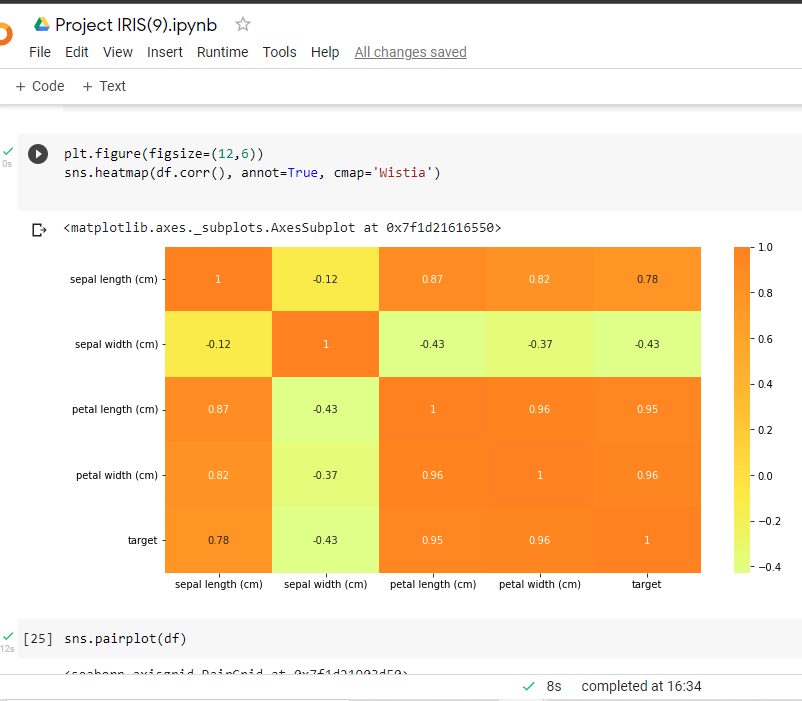 Project IRIS(9).ipynb
File Edit View Insert Runtime Tools Help All changes saved
+ Code + Text
0s
plt.figure(figsize=(12,6))
sns.heatmap(df.corr(), annot=True, cmap='Wistia')
<matplotlib.axes._subplots.AxesSubplot at 0x7f1d21616550>
1.0
sepal length (cm) 1 -0.12 0.87 0.82 0.78
0.8
0.6
sepal width (cm) -0.12 1 -0.43 -0.37 -0.43
0.4
petal length (cm) 0.87 -0.43 1 0.96 0.95
0.2
petal width (cm) 0.82 -0.37 0.96 1 0.96
0.0
−0.2
target 0.78 -0.43 0.95 0.96 1
−0.4
sepal length (cm) sepal width (cm) petal length (cm) petal width (cm) target
[25] sns.pairplot(df)
12s
<seaborn.axisgrid.PairGrid at
8s completed at 16:34